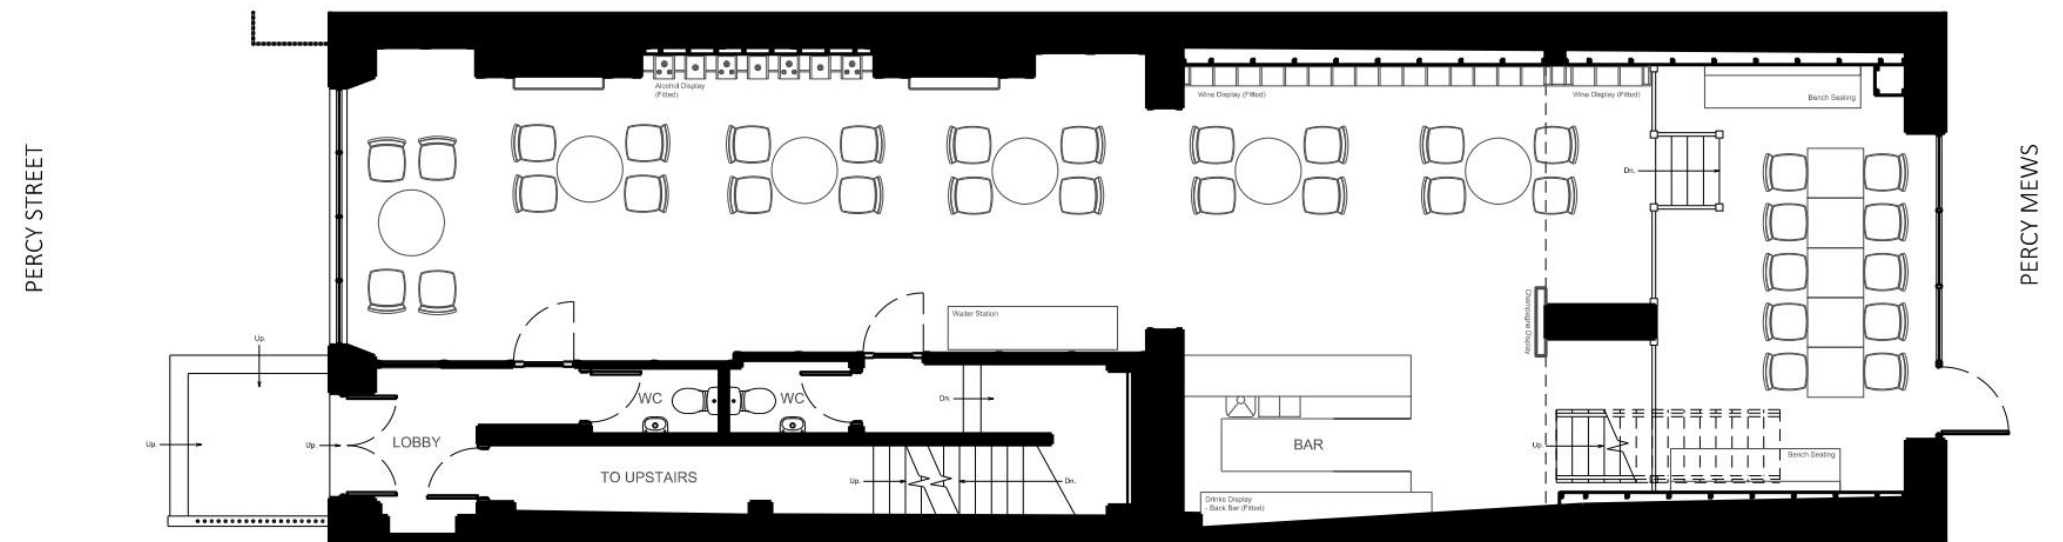 PERCY STREET
Alcohol Display
(Fitted)
Wine Display (Fitted)
Wine Display (Fitted)
Bench Seating
PERCY MEWS
Dn.
Champagne Display
Waiter Station
Up.
Up.
Up.
LOBBY
WC
WC
Dn.
TO UPSTAIRS
Up.
Dn.
BAR
Up.
Bench Seating
Drinks Display
- Back Bar (Fitted)